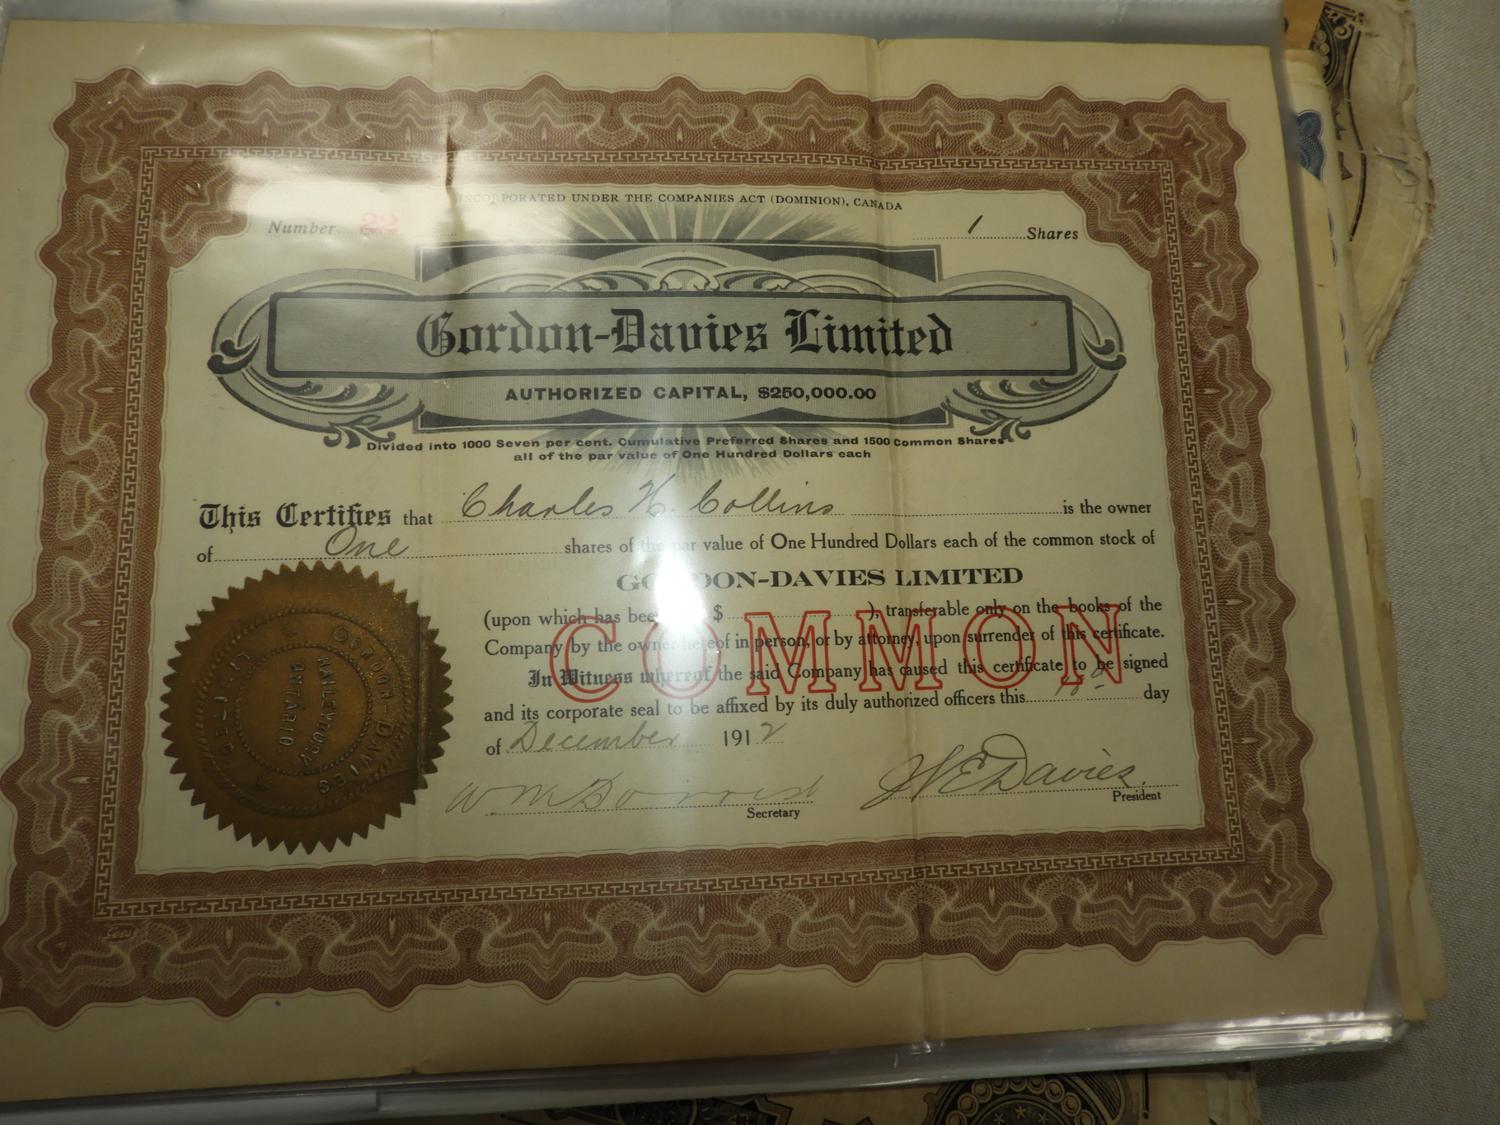 INCORPORATED UNDER THE COMPANIES ACT (DOMINION), CANADA
Number 22
1 Shares
Gordon-Davies Limited
AUTHORIZED CAPITAL, $250,000.00
Divided into 1000 Seven per cent. Cumulative Preferred Shares and 1500 Common Shares
all of the par value of One Hundred Dollars each
This Certifies that Charles H. Collins is the owner
of One shares of the par value of One Hundred Dollars each of the common stock of
GORDON-DAVIES LIMITED
(upon which has been $ ), transferable only on the books of the
Company by the owner hereof in person, or by attorney, upon surrender of this certificate.
COMMON
In Witness whereof the said Company has caused this certificate to be signed
and its corporate seal to be affixed by its duly authorized officers this day
of December 1912
J W E Davies.
Secretary
President
GORDON-DAVIES LIMITED
HAILEYBURY
ONTARIO.